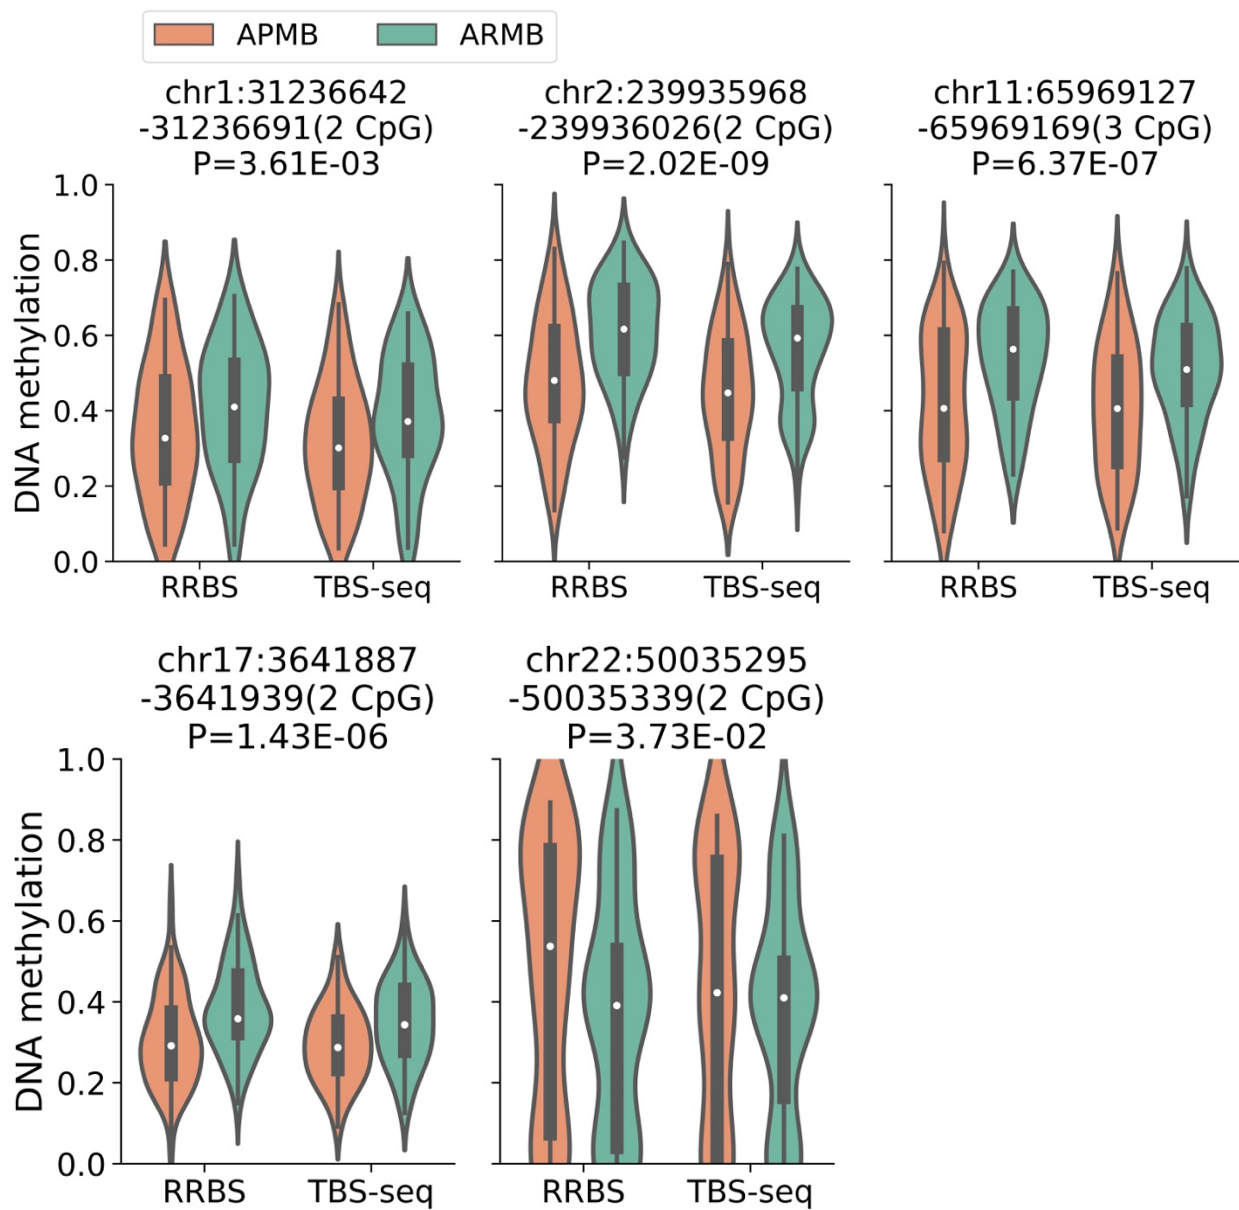 APMB ARMB
chr1:31236642
-31236691(2 CpG)
P=3.61E-03
chr2:239935968
-239936026(2 CpG)
P=2.02E-09
chr11:65969127
-65969169(3 CpG)
P=6.37E-07
DNA methylation
1.0
0.8
0.6
0.4
0.2
0.0
RRBS TBS-seq
RRBS TBS-seq
RRBS TBS-seq
chr17:3641887
-3641939(2 CpG)
P=1.43E-06
chr22:50035295
-50035339(2 CpG)
P=3.73E-02
DNA methylation
1.0
0.8
0.6
0.4
0.2
0.0
RRBS TBS-seq
RRBS TBS-seq